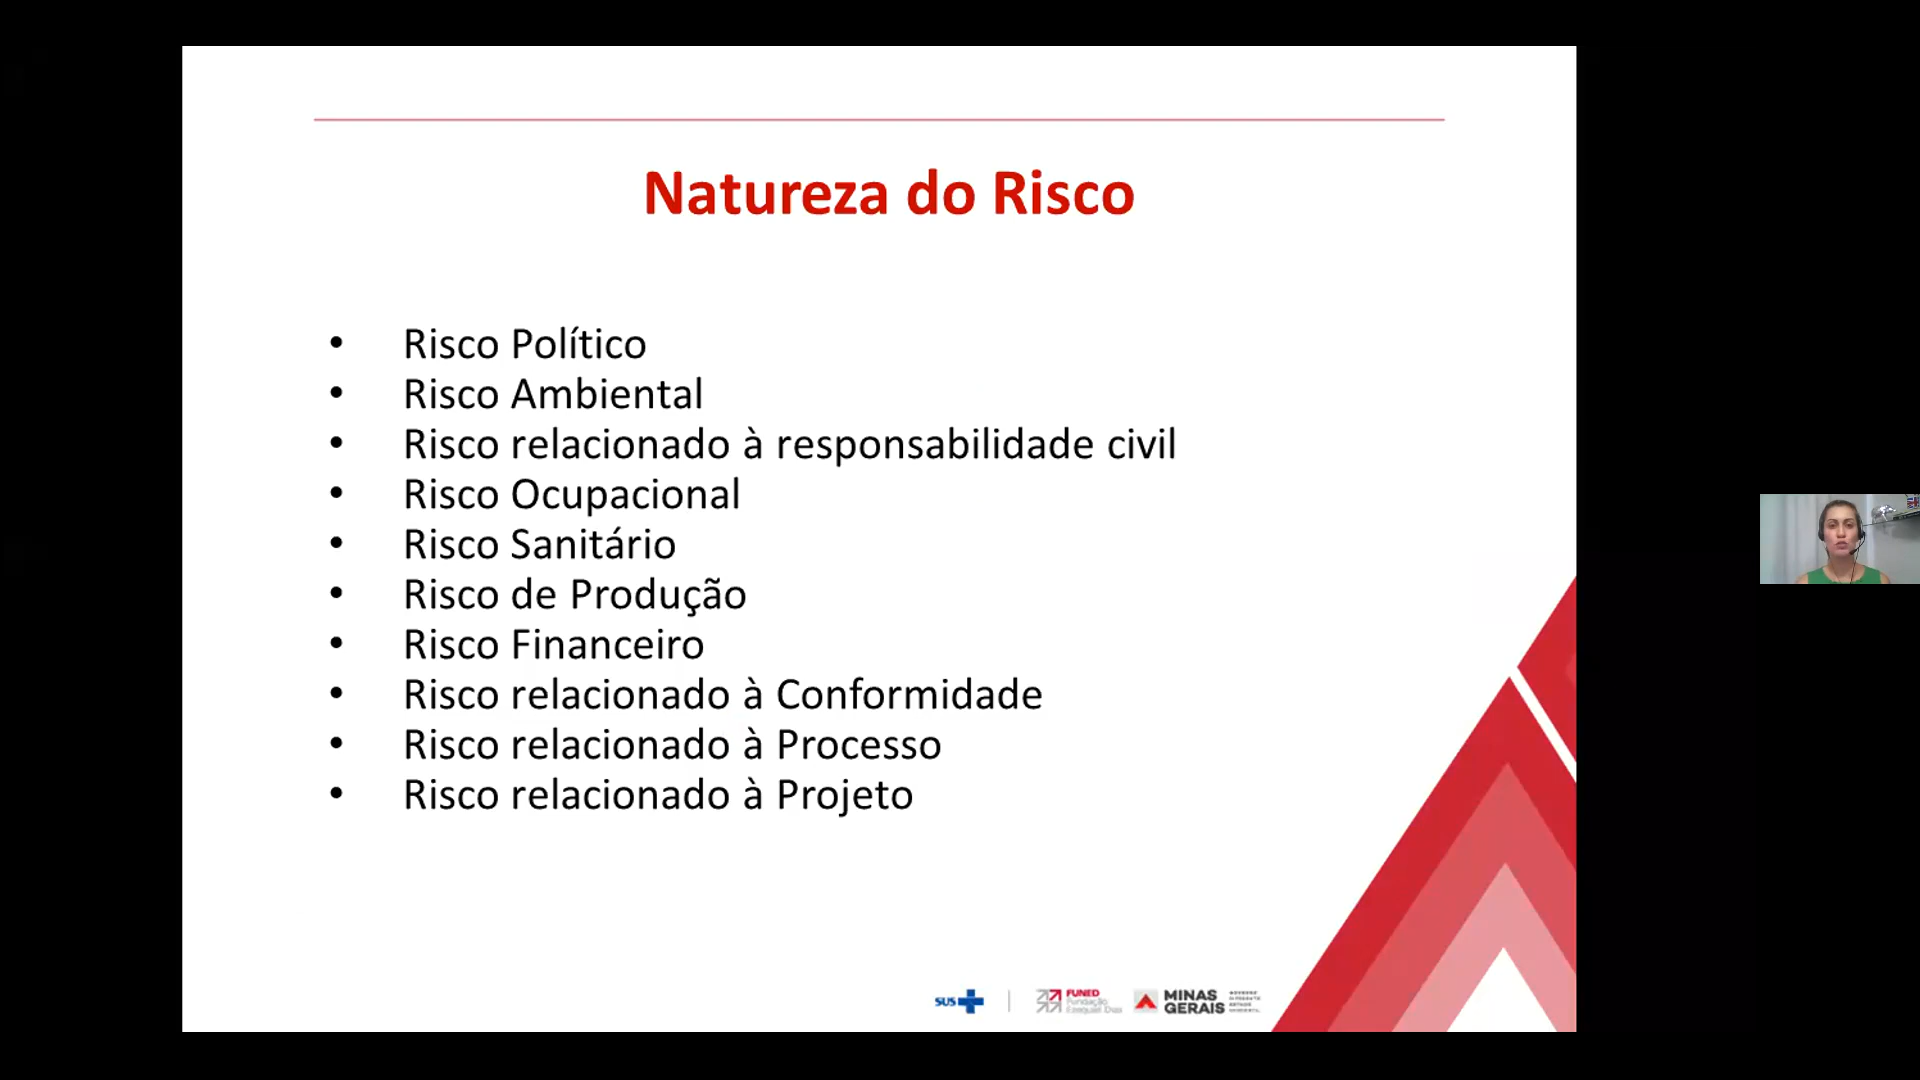 Natureza do Risco
• Risco Político
• Risco Ambiental
• Risco relacionado à responsabilidade civil
• Risco Ocupacional
• Risco Sanitário
• Risco de Produção
• Risco Financeiro
• Risco relacionado à Conformidade
• Risco relacionado à Processo
• Risco relacionado à Projeto
SUS
FUNED
Fundação
Ezequiel Dias
MINAS
GERAIS